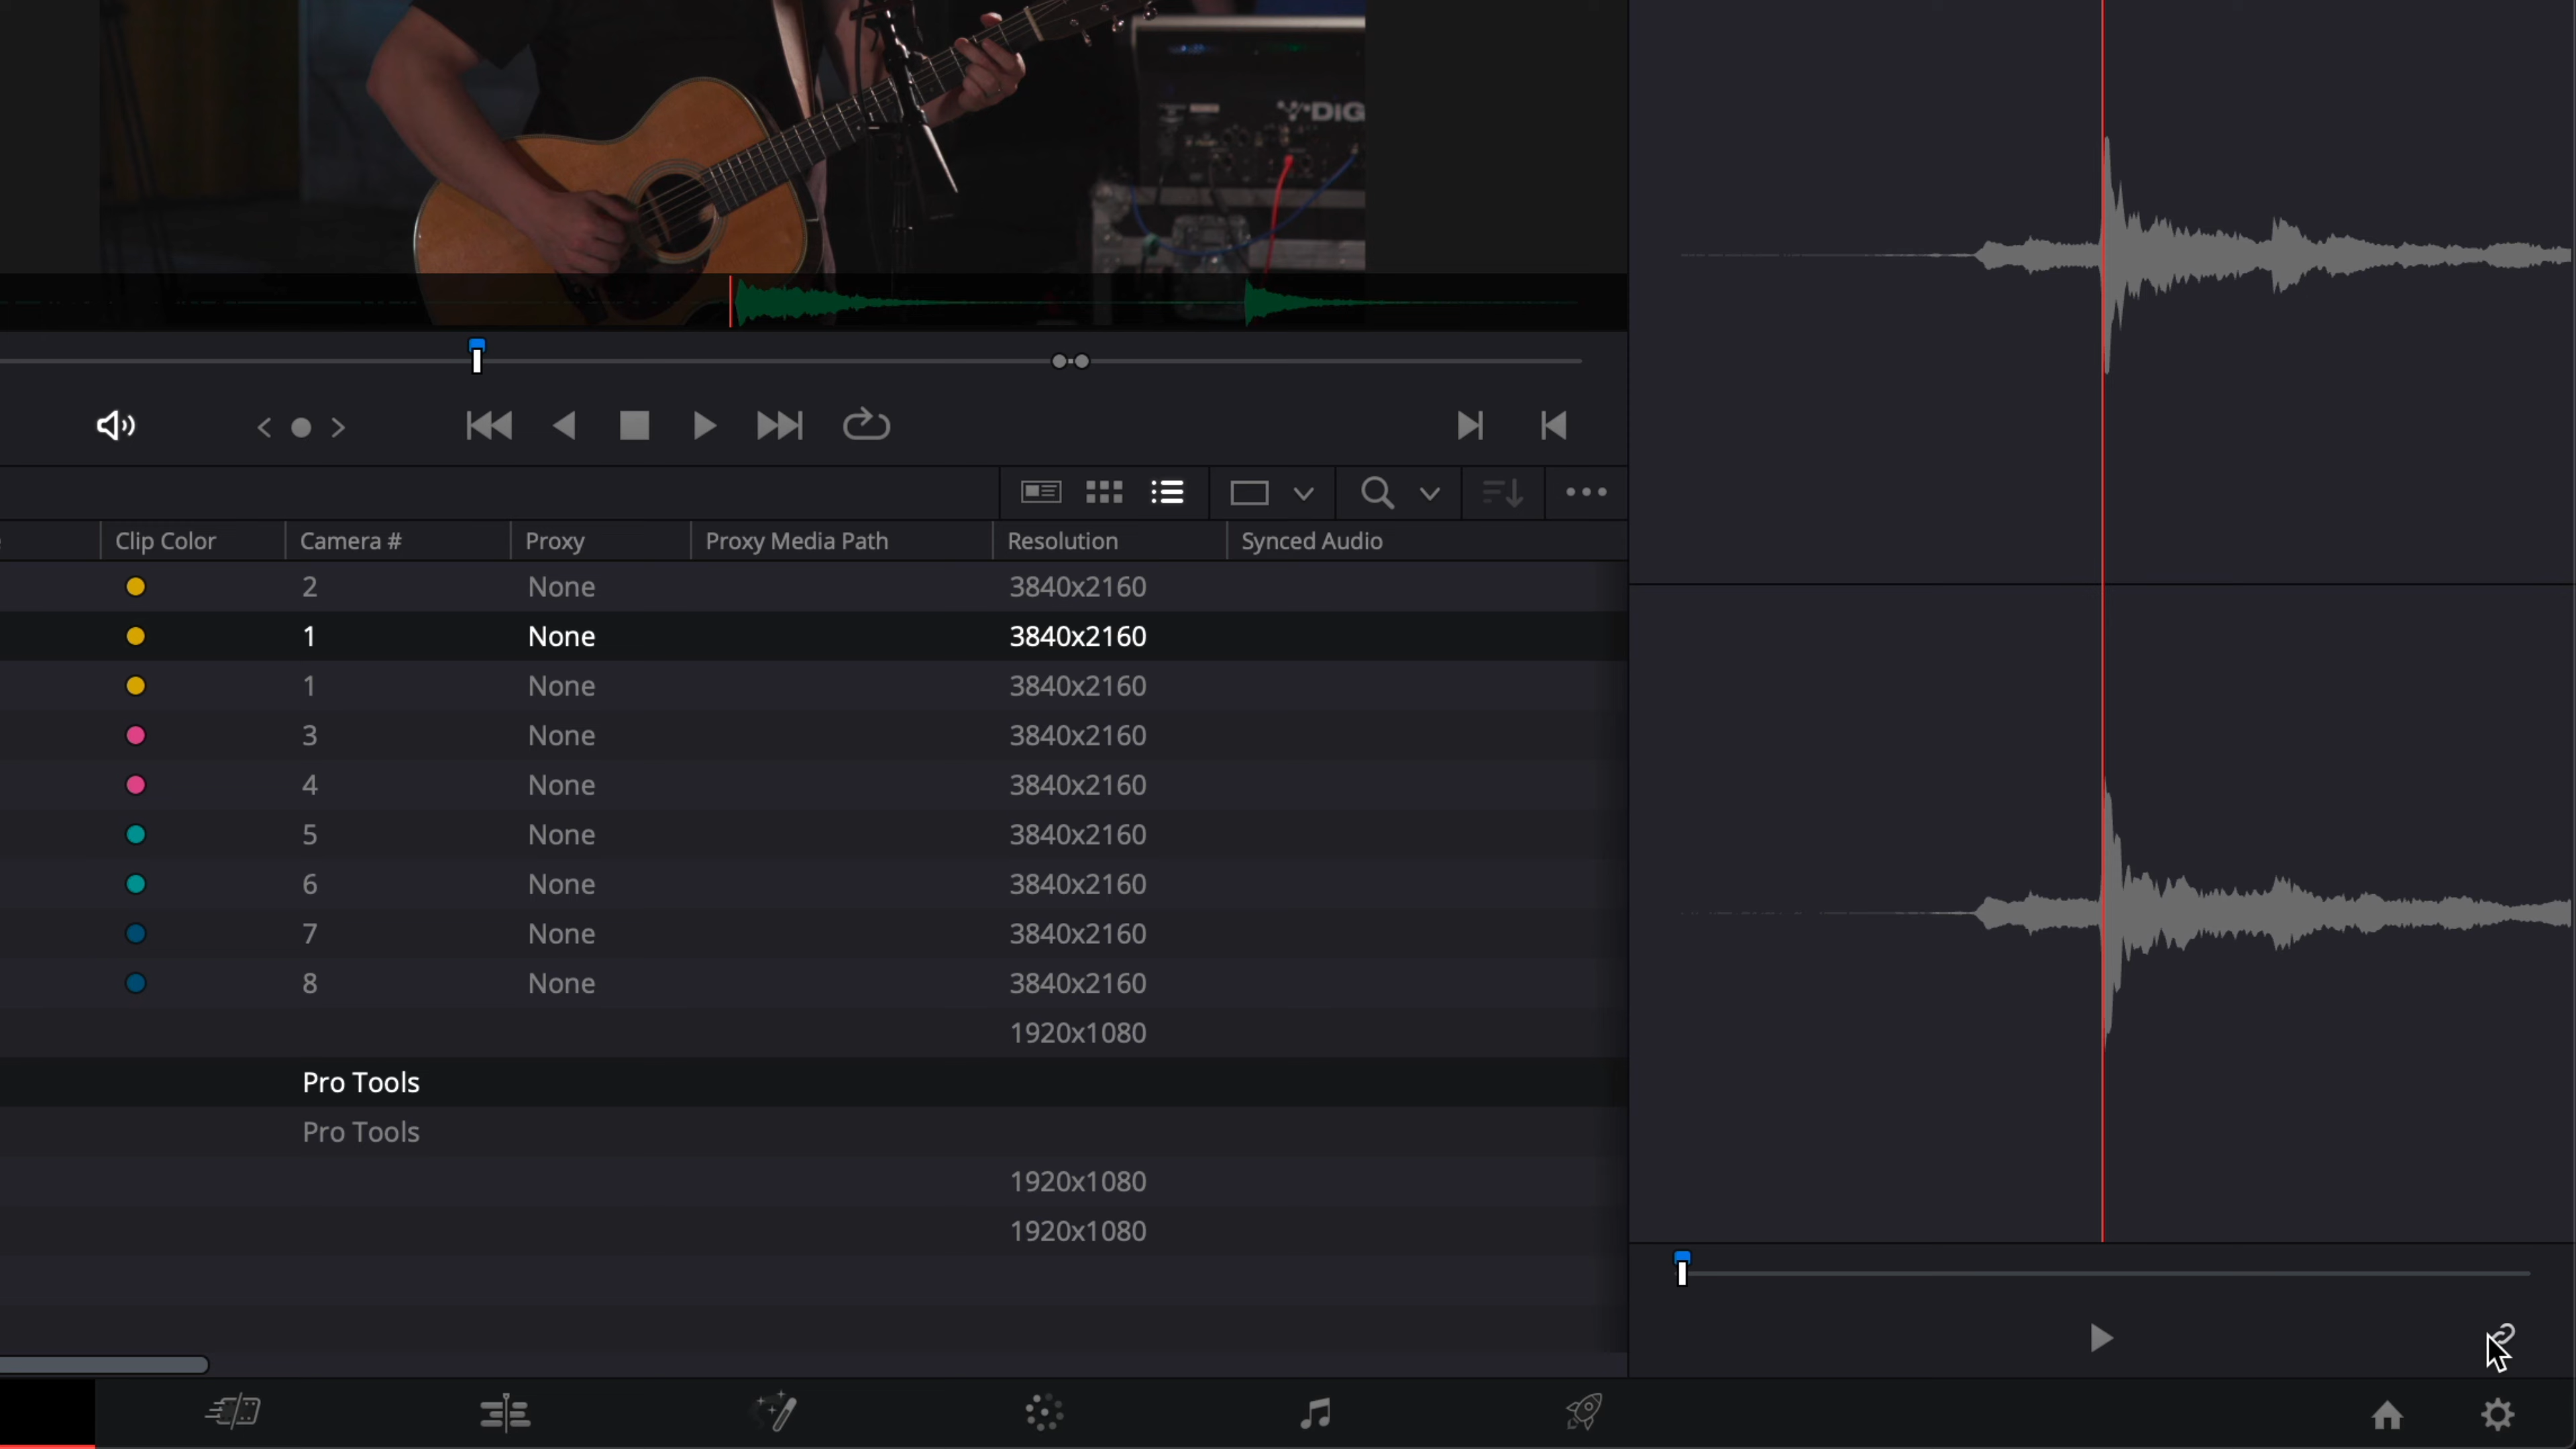 DiG
Clip Color Camera # Proxy Proxy Media Path Resolution Synced Audio
2 None 3840x2160
1 None 3840x2160
1 None 3840x2160
3 None 3840x2160
4 None 3840x2160
5 None 3840x2160
6 None 3840x2160
7 None 3840x2160
8 None 3840x2160
1920x1080
Pro Tools
Pro Tools
1920x1080
1920x1080